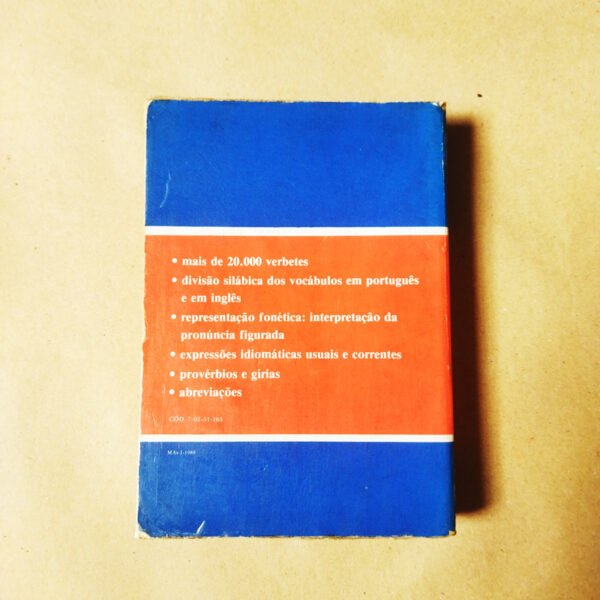 • mais de 20.000 verbetes
• divisão silábica dos vocábulos em português
e em inglês
• representação fonética: interpretação da
pronúncia figurada
• expressões idiomáticas usuais e correntes
• provérbios e gírias
• abreviações